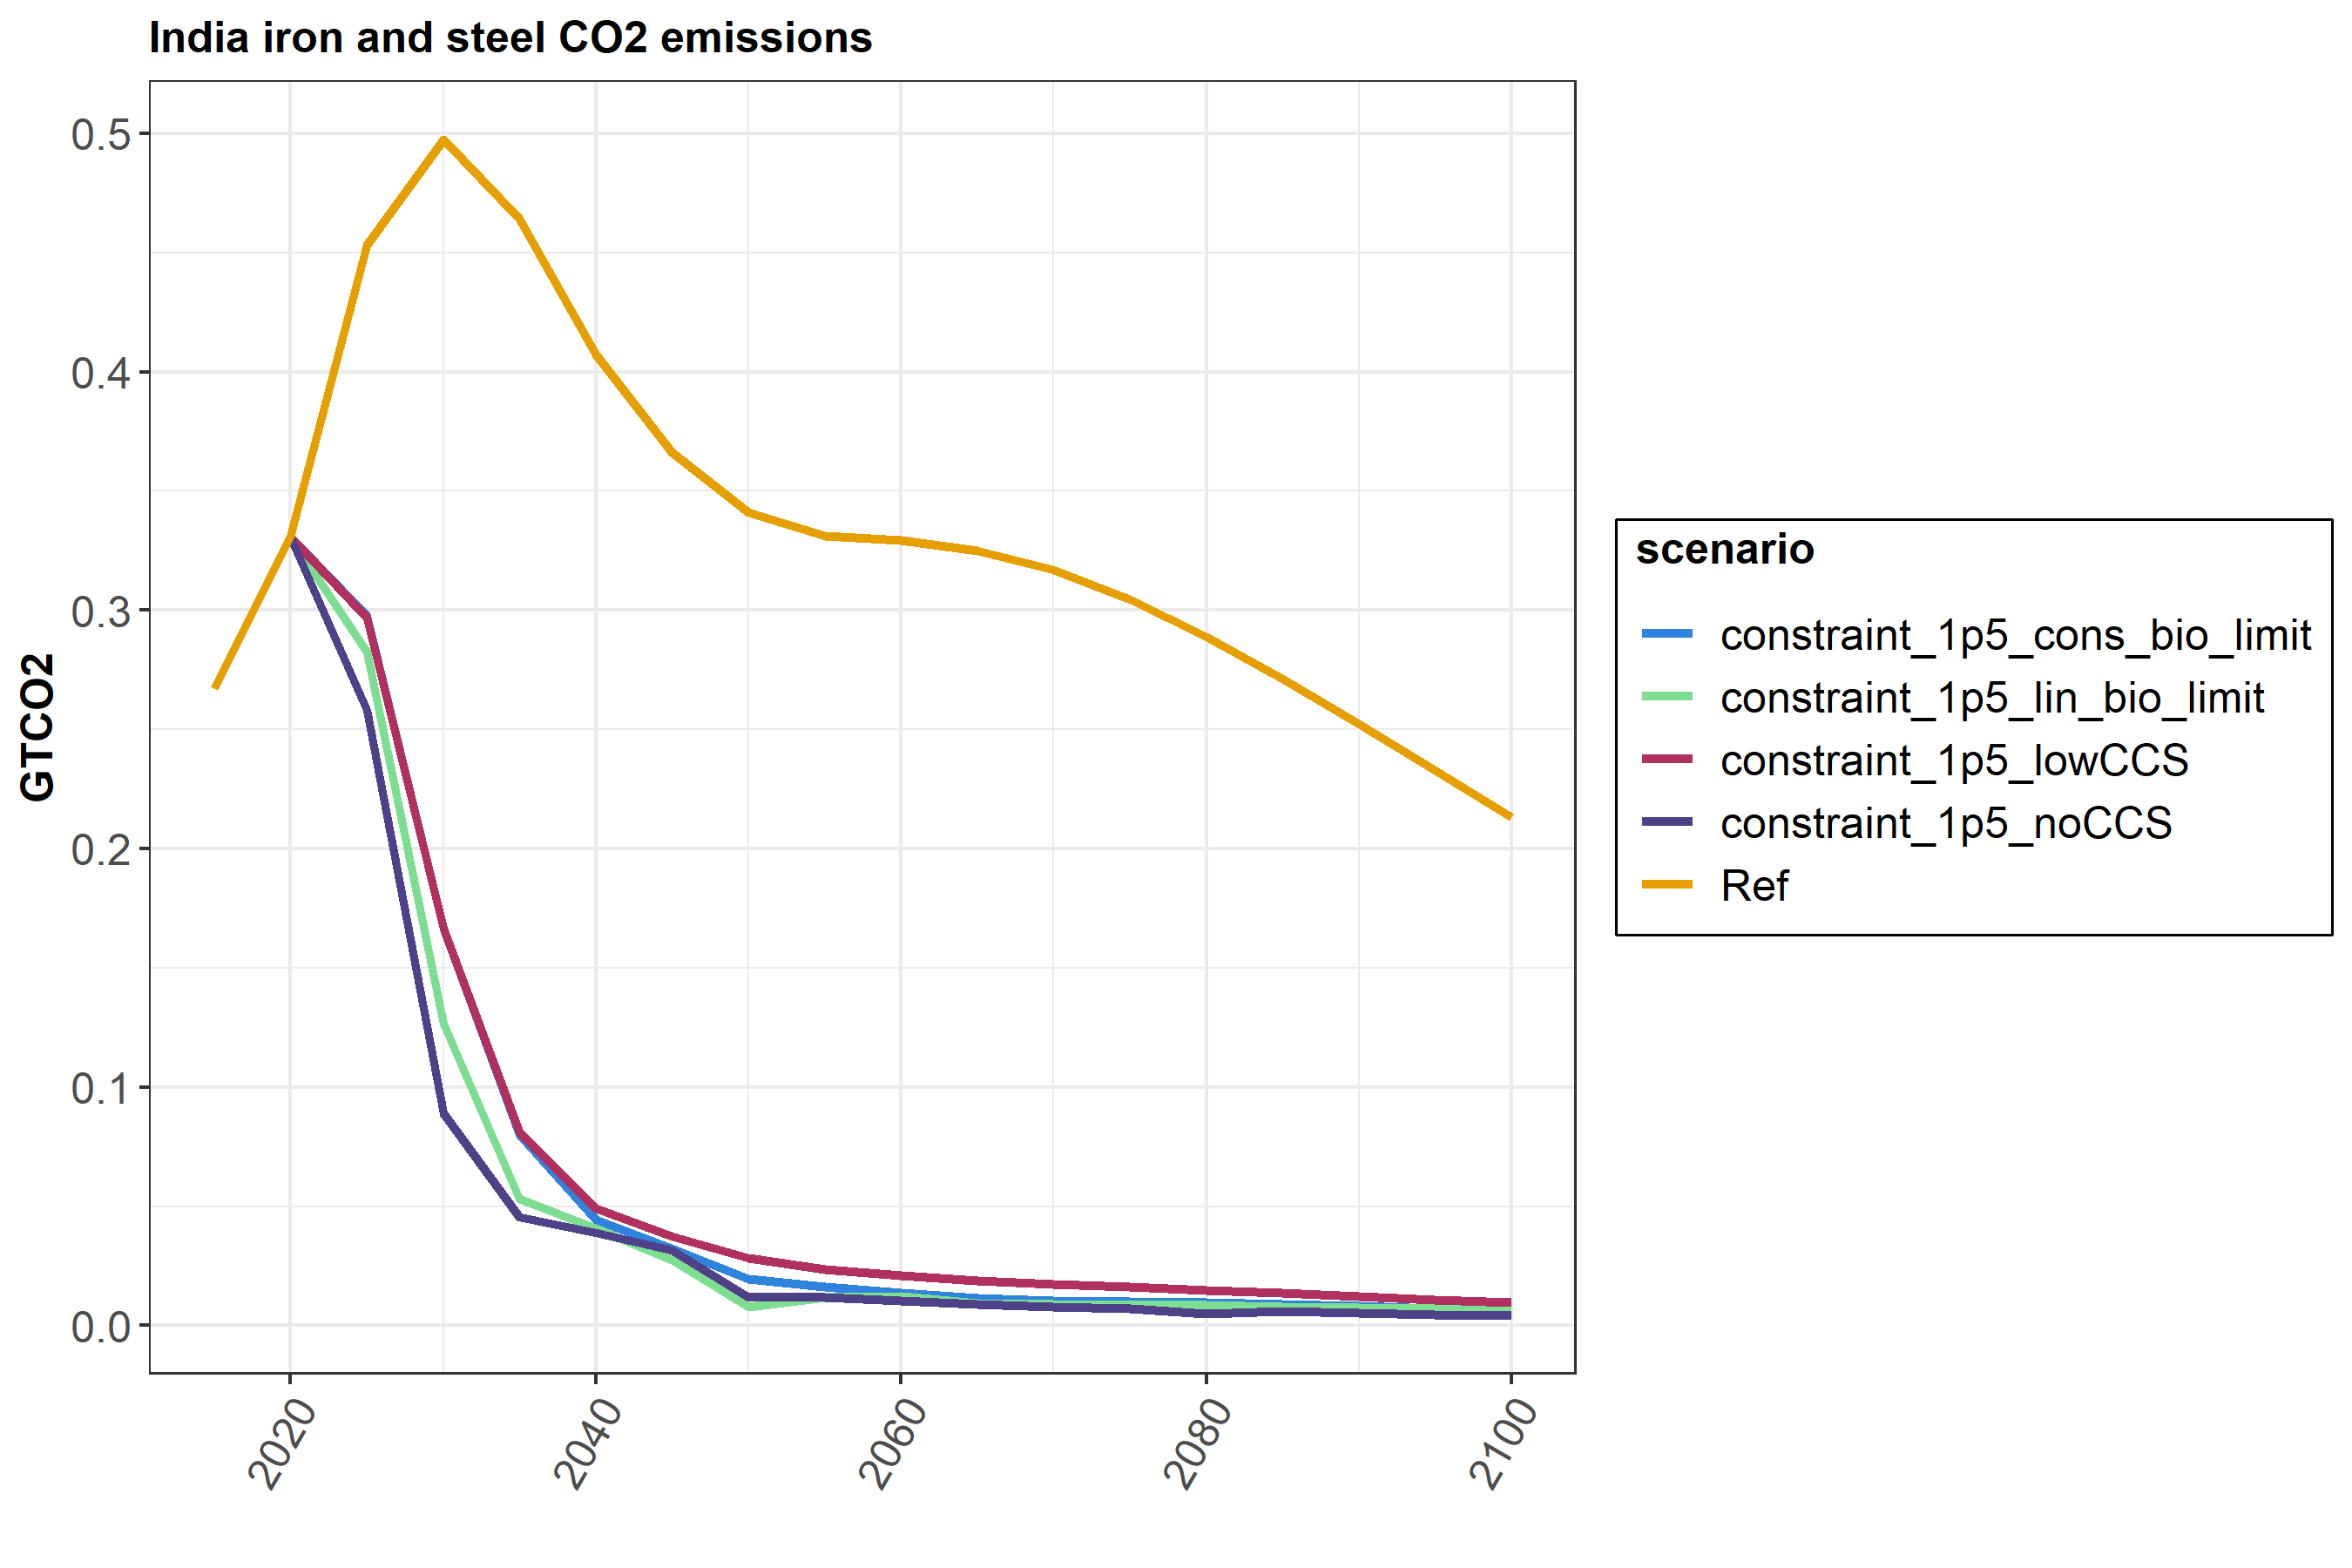 India iron and steel CO2 emissions
0.5
0.4
0.3
0.2
0.1
0.0
GTCO2
2020
2040
2060
2080
2100
scenario
constraint_1p5_cons_bio_limit
constraint_1p5_lin_bio_limit
constraint_1p5_lowCCS
constraint_1p5_noCCS
Ref